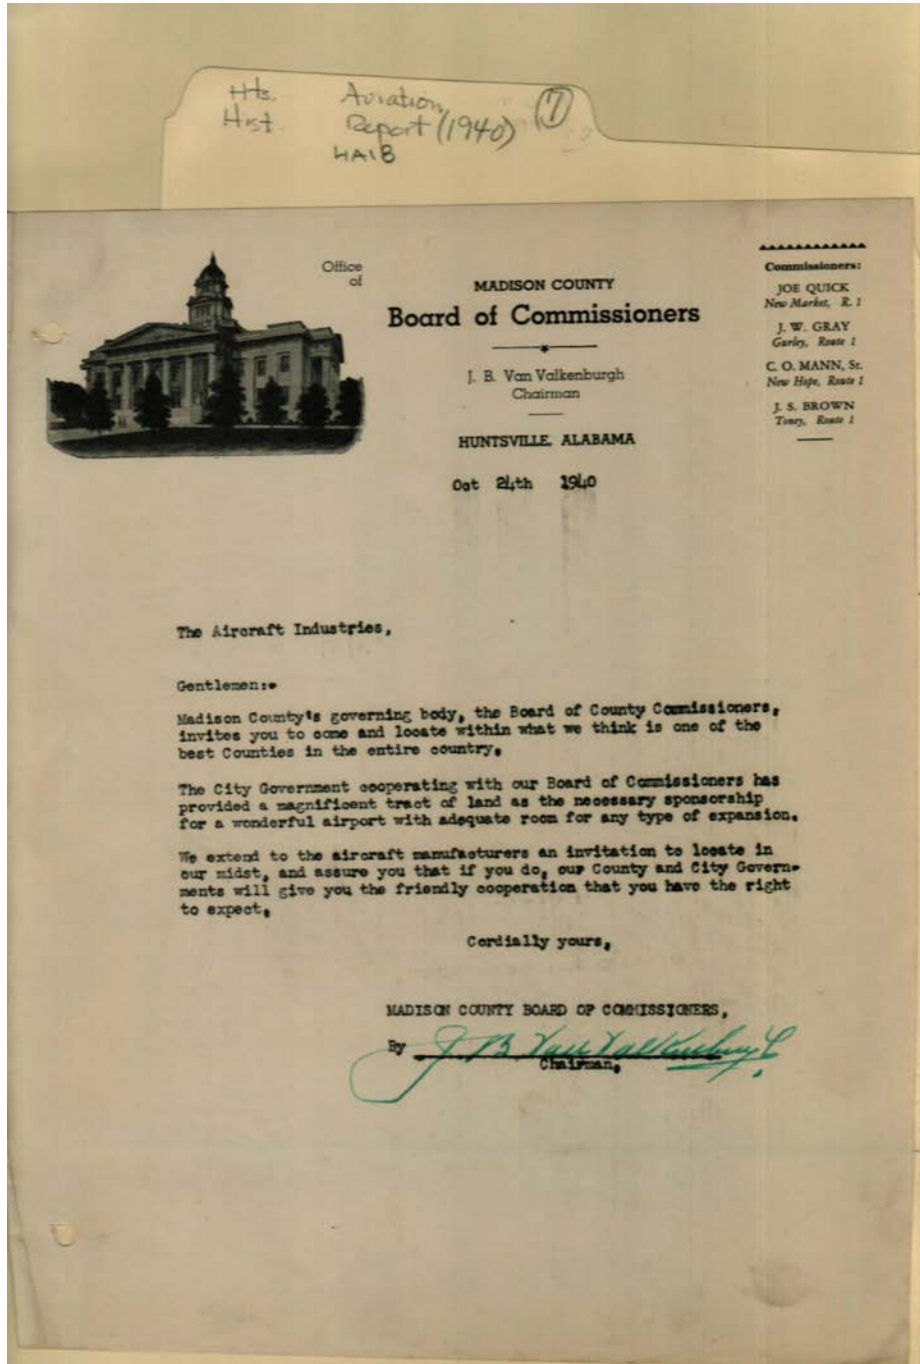 Hts. Aviation (7)
Hist Report (1940)
HAIB
Office
of
MADISON COUNTY
Board of Commissioners
J. B. Van Valkenburgh
Chairman
HUNTSVILLE, ALABAMA
Commissioners:
JOE QUICK
New Market, R. 1
J. W. GRAY
Gurley, Route 1
C. O. MANN, Sr.
New Hope, Route 1
J. S. BROWN
Toney, Route 1
Oct 24th 1940
The Aircraft Industries,
Gentlemen:-
Madison County's governing body, the Board of County Commissioners,
invites you to come and locate within what we think is one of the
best Counties in the entire country.
The City Government cooperating with our Board of Commissioners has
provided a magnificent tract of land as the necessary sponsorship
for a wonderful airport with adequate room for any type of expansion.
We extend to the aircraft manufacturers an invitation to locate in
our midst, and assure you that if you do, our County and City Govern-
ments will give you the friendly cooperation that you have the right
to expect.
Cordially yours,
MADISON COUNTY BOARD OF COMMISSIONERS,
By J B Van Valkenburgh
Chairman.